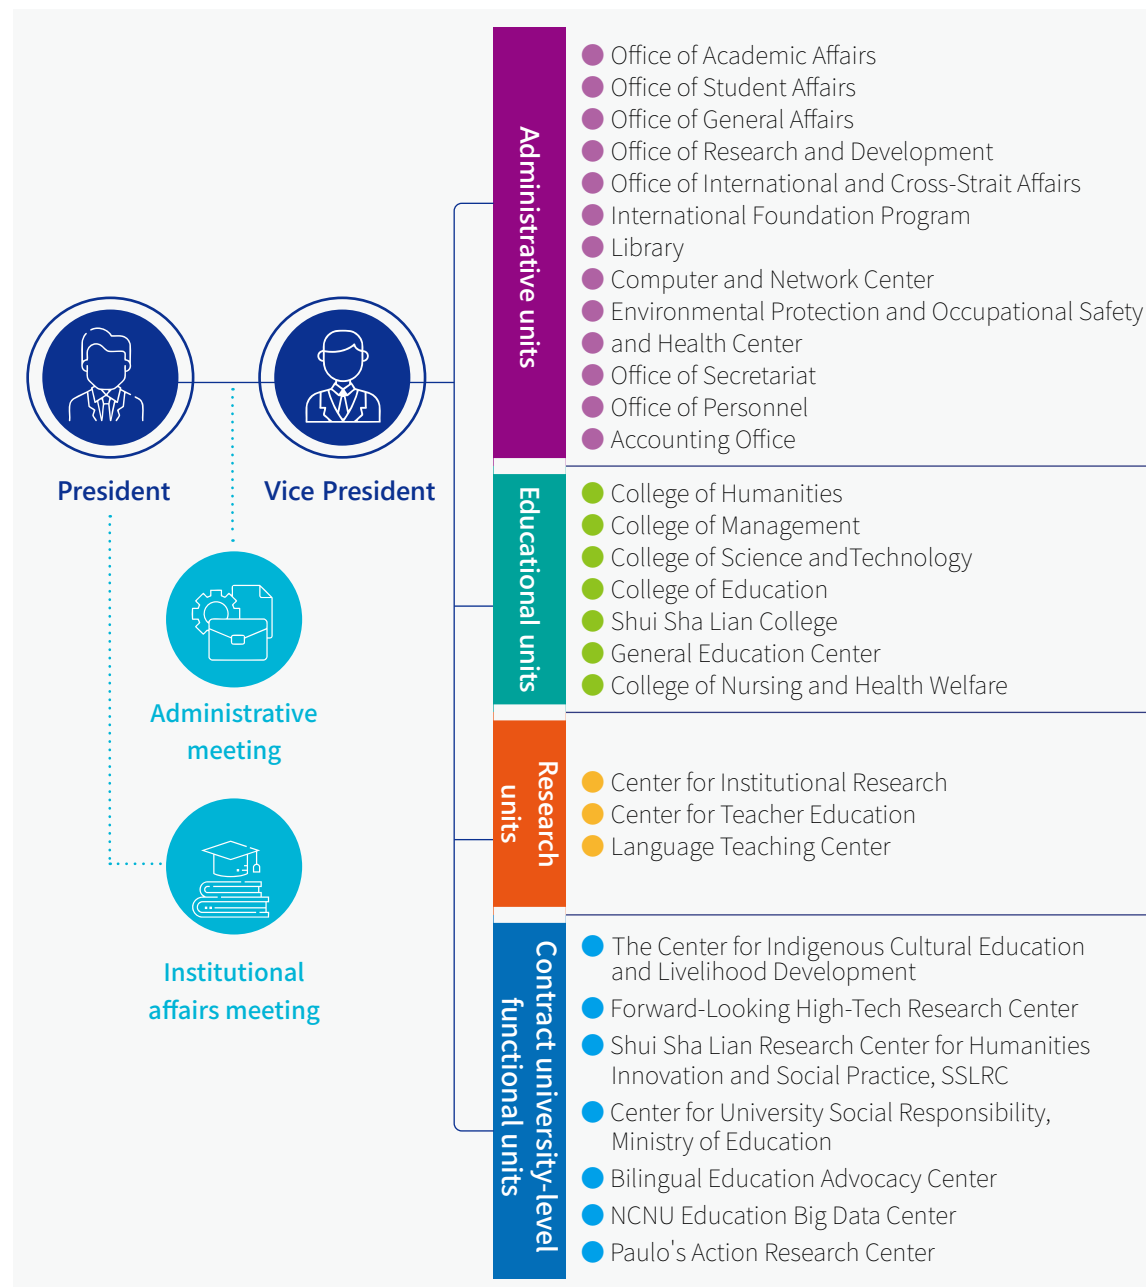 President
Vice President
Administrative
meeting
Institutional
affairs meeting
Administrative units
Office of Academic Affairs
Office of Student Affairs
Office of General Affairs
Office of Research and Development
Office of International and Cross-Strait Affairs
International Foundation Program
Library
Computer and Network Center
Environmental Protection and Occupational Safety
and Health Center
Office of Secretariat
Office of Personnel
Accounting Office
Educational units
College of Humanities
College of Management
College of Science andTechnology
College of Education
Shui Sha Lian College
General Education Center
College of Nursing and Health Welfare
Research
units
Center for Institutional Research
Center for Teacher Education
Language Teaching Center
Contract university-level
functional units
The Center for Indigenous Cultural Education
and Livelihood Development
Forward-Looking High-Tech Research Center
Shui Sha Lian Research Center for Humanities
Innovation and Social Practice, SSLRC
Center for University Social Responsibility,
Ministry of Education
Bilingual Education Advocacy Center
NCNU Education Big Data Center
Paulo's Action Research Center